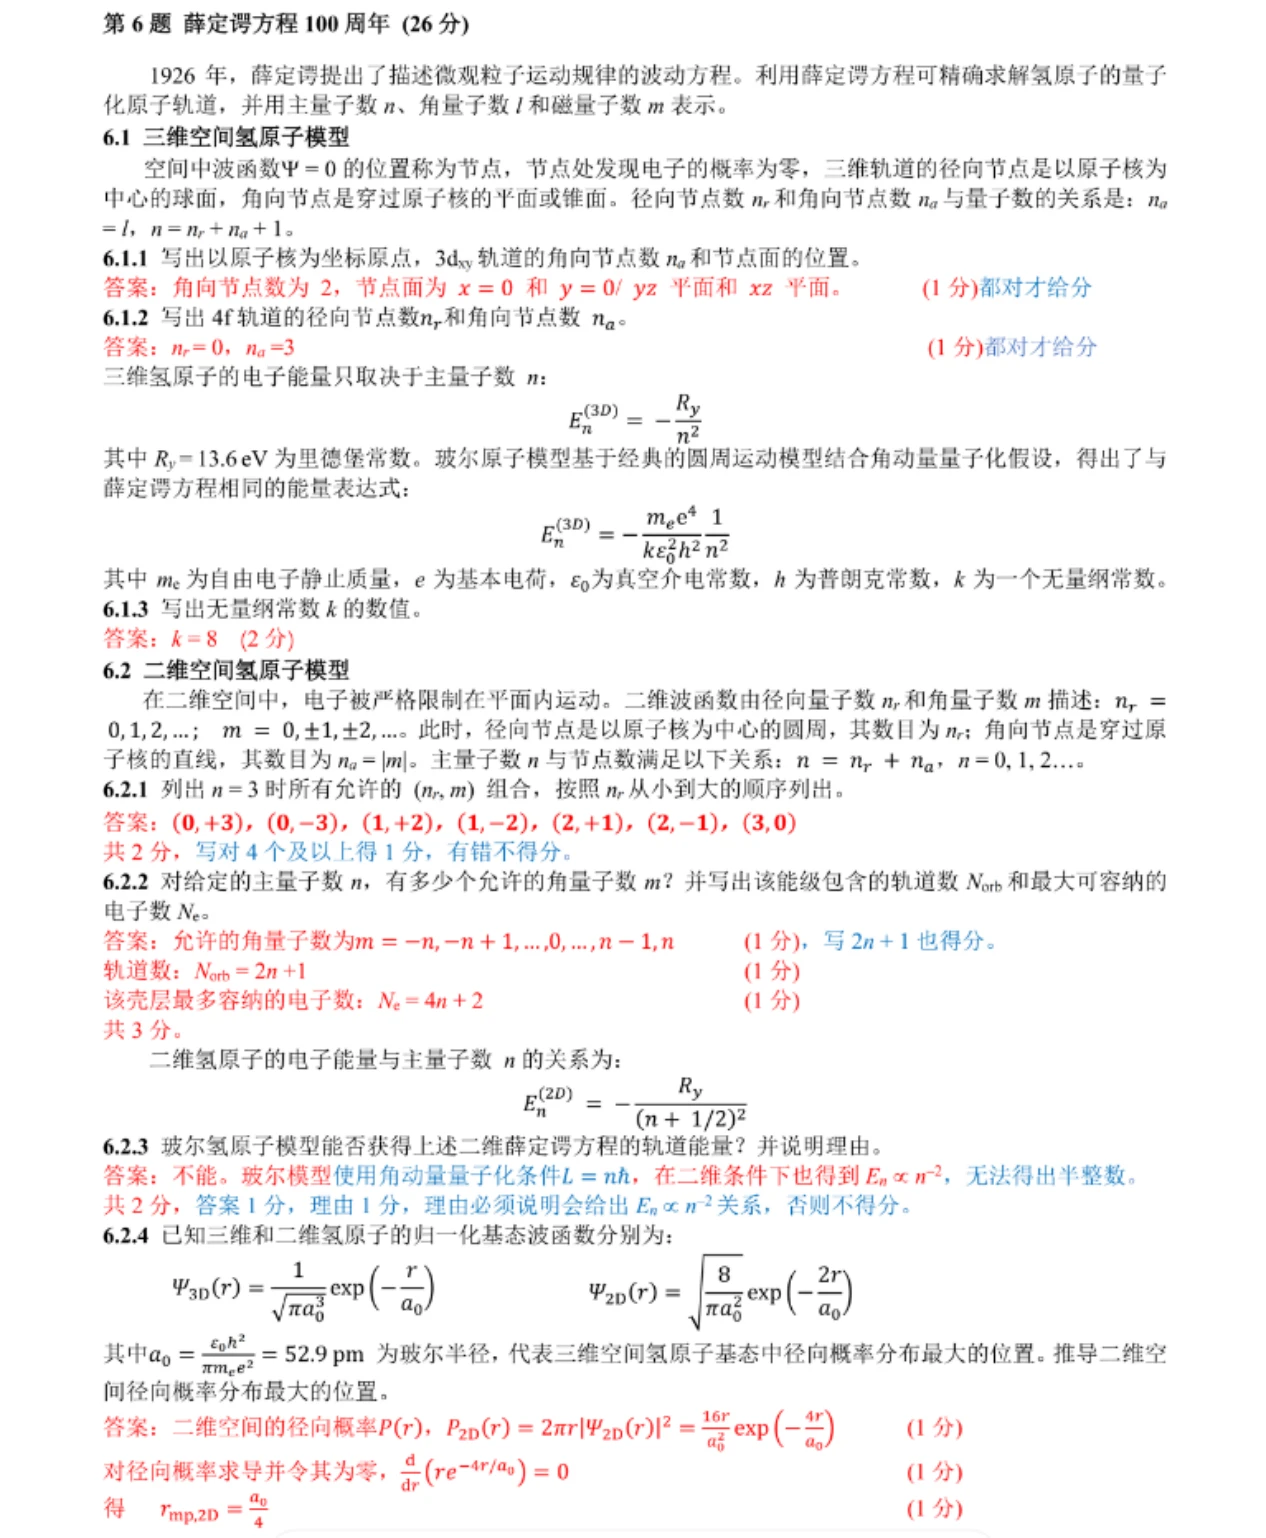 第 6 题 薛定谔方程 100 周年 (26 分)
1926 年，薛定谔提出了描述微观粒子运动规律的波动方程。利用薛定谔方程可精确求解氢原子的量子
化原子轨道，并用主量子数 n、角量子数 l 和磁量子数 m 表示。
6.1 三维空间氢原子模型
空间中波函数Ψ = 0 的位置称为节点，节点处发现电子的概率为零，三维轨道的径向节点是以原子核为
中心的球面，角向节点是穿过原子核的平面或锥面。径向节点数 n_r 和角向节点数 n_a 与量子数的关系是：n_a
= l，n = n_r + n_a + 1。
6.1.1 写出以原子核为坐标原点，3d_xy 轨道的角向节点数 n_a 和节点面的位置。
答案：角向节点数为 2，节点面为 x = 0 和 y = 0/ yz 平面和 xz 平面。 (1 分)都对才给分
6.1.2 写出 4f 轨道的径向节点数n_r和角向节点数 n_a。
答案：n_r = 0，n_a =3 (1 分)都对才给分
三维氢原子的电子能量只取决于主量子数 n：
E_n^(3D) = −R_y/n²
其中 R_y = 13.6 eV 为里德堡常数。玻尔原子模型基于经典的圆周运动模型结合角动量量子化假设，得出了与
薛定谔方程相同的能量表达式：
E_n^(3D) = −(m_e e⁴)/(kε₀²h²) 1/n²
其中 m_e 为自由电子静止质量，e 为基本电荷，ε₀为真空介电常数，h 为普朗克常数，k 为一个无量纲常数。
6.1.3 写出无量纲常数 k 的数值。
答案：k = 8 (2 分)
6.2 二维空间氢原子模型
在二维空间中，电子被严格限制在平面内运动。二维波函数由径向量子数 n_r 和角量子数 m 描述：n_r =
0, 1, 2, …； m = 0, ±1, ±2, …。此时，径向节点是以原子核为中心的圆周，其数目为 n_r；角向节点是穿过原
子核的直线，其数目为 n_a = |m|。主量子数 n 与节点数满足以下关系：n = n_r + n_a，n = 0, 1, 2…。
6.2.1 列出 n = 3 时所有允许的 (n_r, m) 组合，按照 n_r 从小到大的顺序列出。
答案：(0, +3)，(0, −3)，(1, +2)，(1, −2)，(2, +1)，(2, −1)，(3, 0)
共 2 分，写对 4 个及以上得 1 分，有错不得分。
6.2.2 对给定的主量子数 n，有多少个允许的角量子数 m？并写出该能级包含的轨道数 N_orb 和最大可容纳的
电子数 N_e。
答案：允许的角量子数为m = −n, −n + 1, … ,0, … , n − 1, n (1 分)，写 2n + 1 也得分。
轨道数：N_orb = 2n +1 (1 分)
该壳层最多容纳的电子数：N_e = 4n + 2 (1 分)
共 3 分。
二维氢原子的电子能量与主量子数 n 的关系为：
E_n^(2D) = −R_y/(n + 1/2)²
6.2.3 玻尔氢原子模型能否获得上述二维薛定谔方程的轨道能量？并说明理由。
答案：不能。玻尔模型使用角动量量子化条件L = nħ，在二维条件下也得到 E_n ∝ n⁻²，无法得出半整数。
共 2 分，答案 1 分，理由 1 分，理由必须说明会给出 E_n ∝ n⁻² 关系，否则不得分。
6.2.4 已知三维和二维氢原子的归一化基态波函数分别为：
Ψ_3D(r) = 1/√(πa₀³) exp(−r/a₀) Ψ_2D(r) = √(8/(πa₀²)) exp(−2r/a₀)
其中a₀ = ε₀h²/(πm_e e²) = 52.9 pm 为玻尔半径，代表三维空间氢原子基态中径向概率分布最大的位置。推导二维空
间径向概率分布最大的位置。
答案：二维空间的径向概率P(r)，P_2D(r) = 2πr|Ψ_2D(r)|² = 16r/a₀² exp(−4r/a₀) (1 分)
对径向概率求导并令其为零，d/dr (re^(−4r/a₀)) = 0 (1 分)
得 r_mp,2D = a₀/4 (1 分)